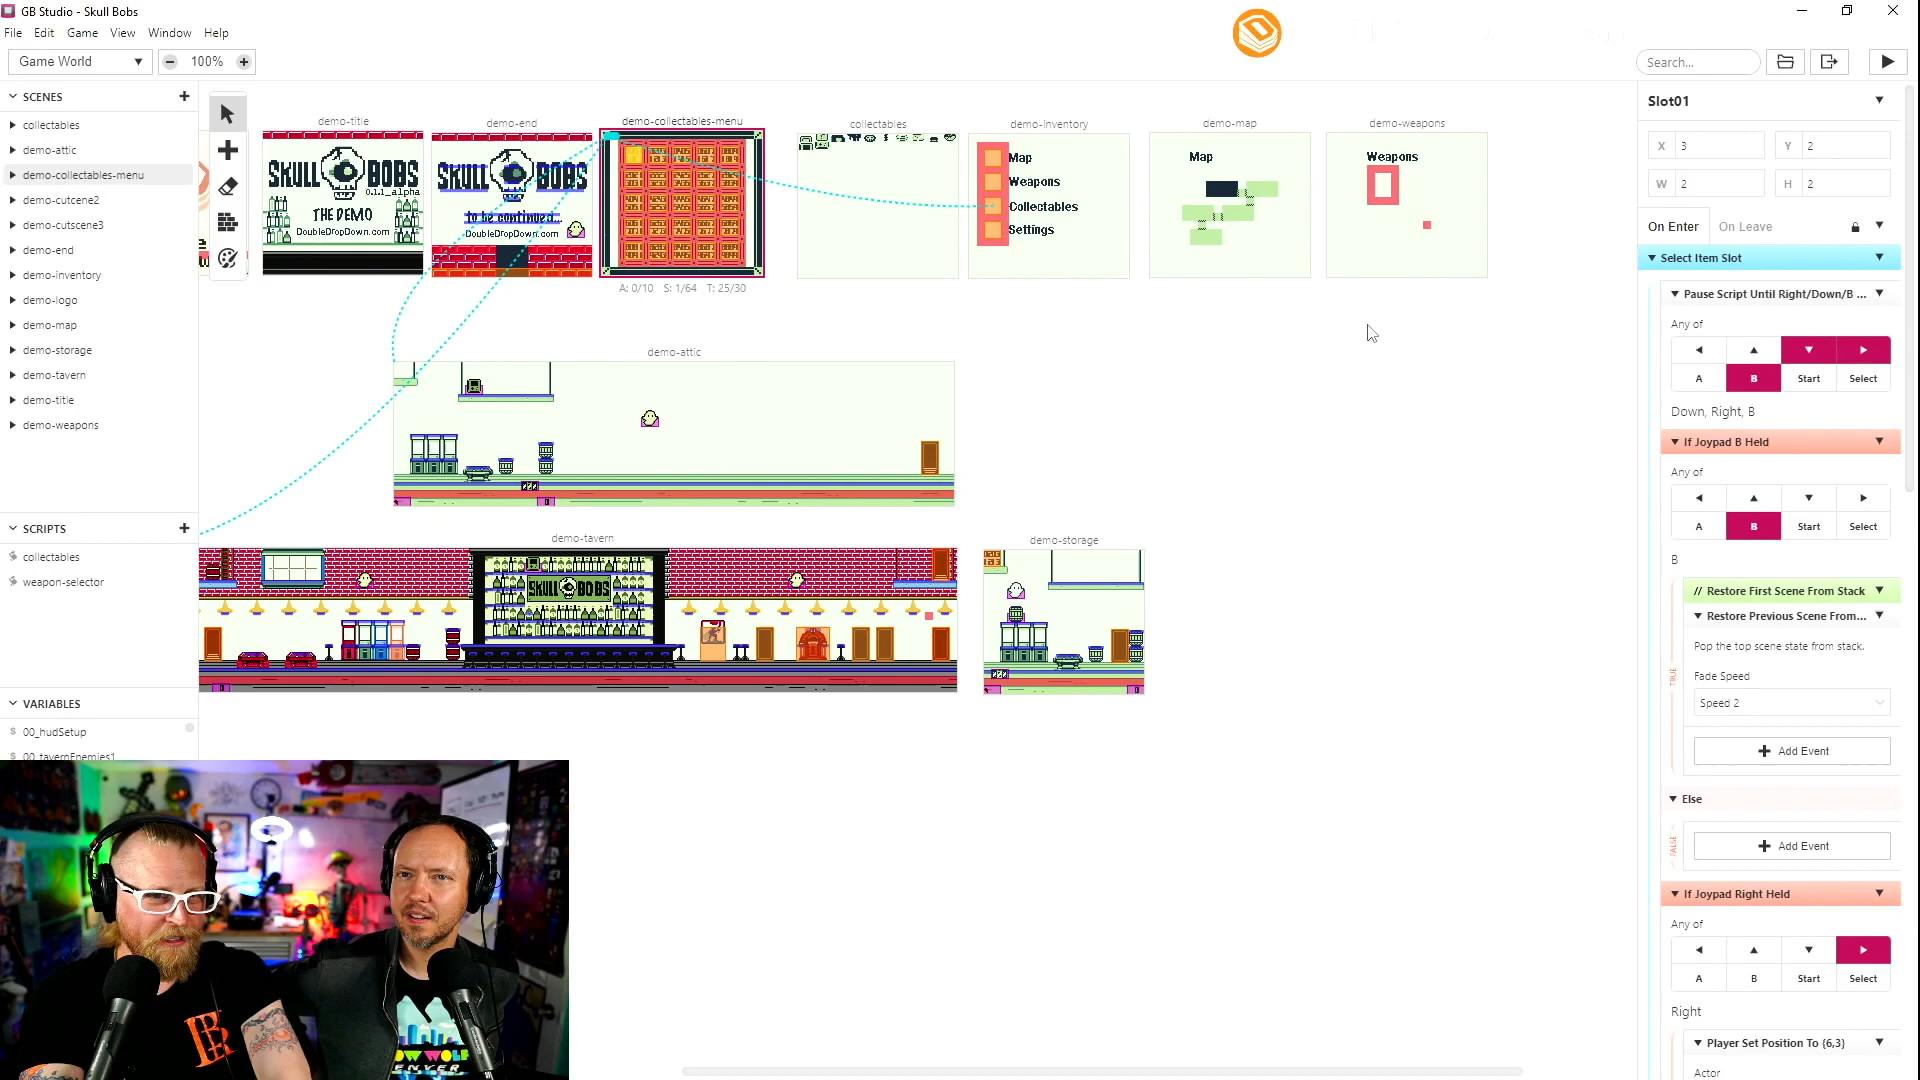 GB Studio - Skull Bobs
File Edit Game View Window Help
Game World
100%
Search...
SCENES
collectables
demo-attic
demo-collectables-menu
demo-cutcene2
demo-cutscene3
demo-end
demo-inventory
demo-logo
demo-map
demo-storage
demo-tavern
demo-title
demo-weapons
SCRIPTS
collectables
weapon-selector
VARIABLES
$ 00_hudSetup
$ 00_tavernEnemies1
demo-title
SKULL BOBS
0.1.1_alpha
THE DEMO
DoubleDropDown.com
demo-end
SKULL BOBS
to be continued...
DoubleDropDown.com
demo-collectables-menu
A: 0/10 S: 1/64 T: 25/30
collectables
demo-inventory
Map
Weapons
Collectables
Settings
demo-map
Map
demo-weapons
Weapons
demo-attic
demo-tavern
SKULL BOBS
demo-storage
Slot01
X 3 Y 2
W 2 H 2
On Enter On Leave
Select Item Slot
Pause Script Until Right/Down/B ...
Any of
A B Start Select
Down, Right, B
If Joypad B Held
Any of
A B Start Select
B
TRUE
// Restore First Scene From Stack
Restore Previous Scene From...
Pop the top scene state from stack.
Fade Speed
Speed 2
Add Event
Else
FALSE
Add Event
If Joypad Right Held
Any of
A B Start Select
Right
Player Set Position To {6,3}
Actor